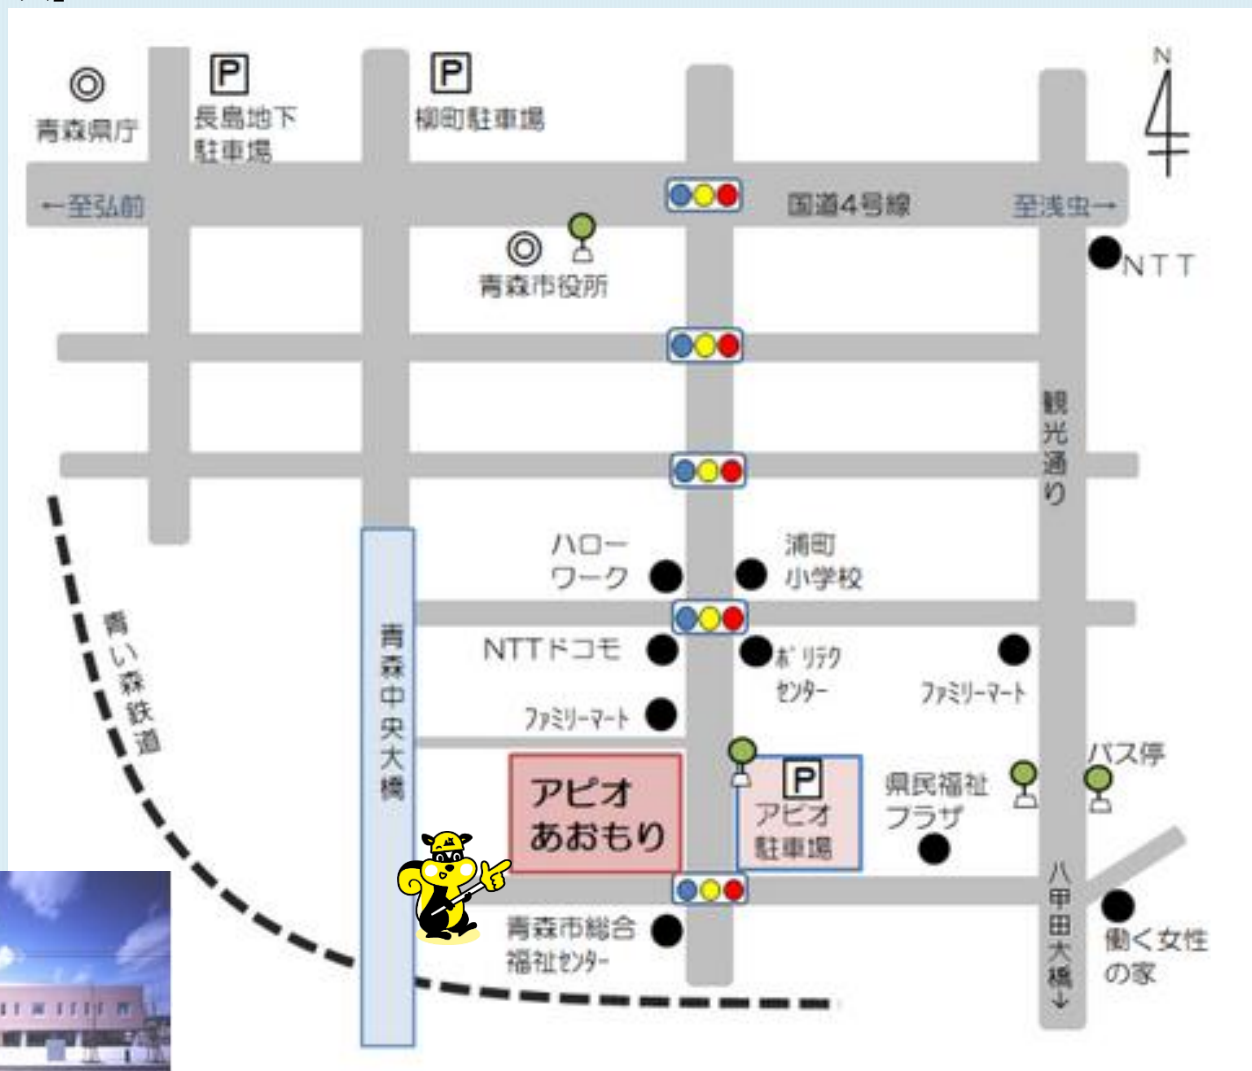 N
P
P
青森県庁
長島地下
駐車場
柳町駐車場
←至弘前
国道4号線
至浅虫→
青森市役所
NTT
観光通り
ハロー
ワーク
浦町
小学校
青い森鉄道
青森中央大橋
NTTドコモ
ポリテク
センター
ファミリーマート
ファミリーマート
アピオ
あおもり
P
アピオ
駐車場
県民福祉
プラザ
バス停
八甲田大橋↓
青森市総合
福祉センター
働く女性
の家